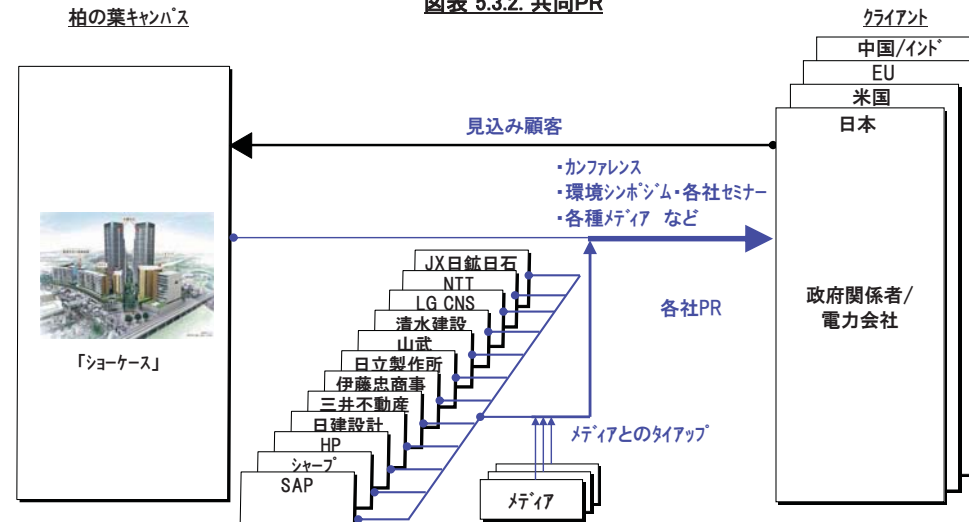 図表 5.3.2. 共同PR
柏の葉ｷｬﾝﾊﾟｽ
ｸﾗｲｱﾝﾄ
中国/ｲﾝﾄﾞ
EU
米国
日本
見込み顧客
・ｶﾝﾌｧﾚﾝｽ
・環境ｼﾝﾎﾟｼﾞﾑ・各社ｾﾐﾅｰ
・各種ﾒﾃﾞｨｱ など
JX日鉱日石
NTT
LG CNS
清水建設
山武
日立製作所
伊藤忠商事
三井不動産
日建設計
HP
ｼｬｰﾌﾟ
SAP
各社PR
政府関係者/
電力会社
「ｼｮｰｹｰｽ」
ﾒﾃﾞｨｱとのﾀｲｱｯﾌﾟ
ﾒﾃﾞｨｱ